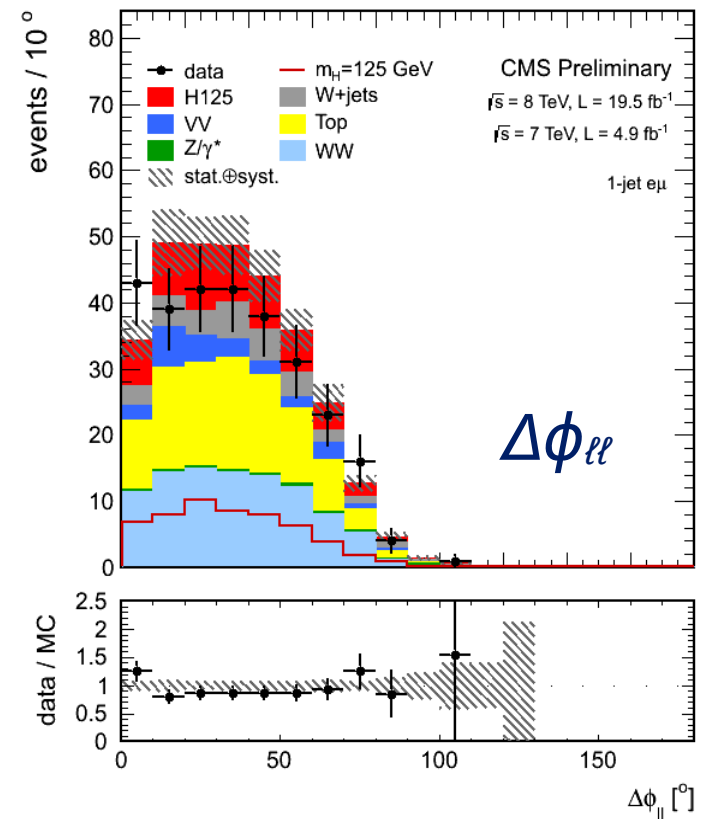 events / 10 °
80
70
60
50
40
30
20
10
0
data
H125
VV
Z/γ*
stat.⊕syst.
m_H=125 GeV
W+jets
Top
WW
CMS Preliminary
√s = 8 TeV, L = 19.5 fb⁻¹
√s = 7 TeV, L = 4.9 fb⁻¹
1-jet eμ
Δϕℓℓ
data / MC
2.5
2
1.5
1
0.5
0
0 50 100 150
Δϕ_ll [°]